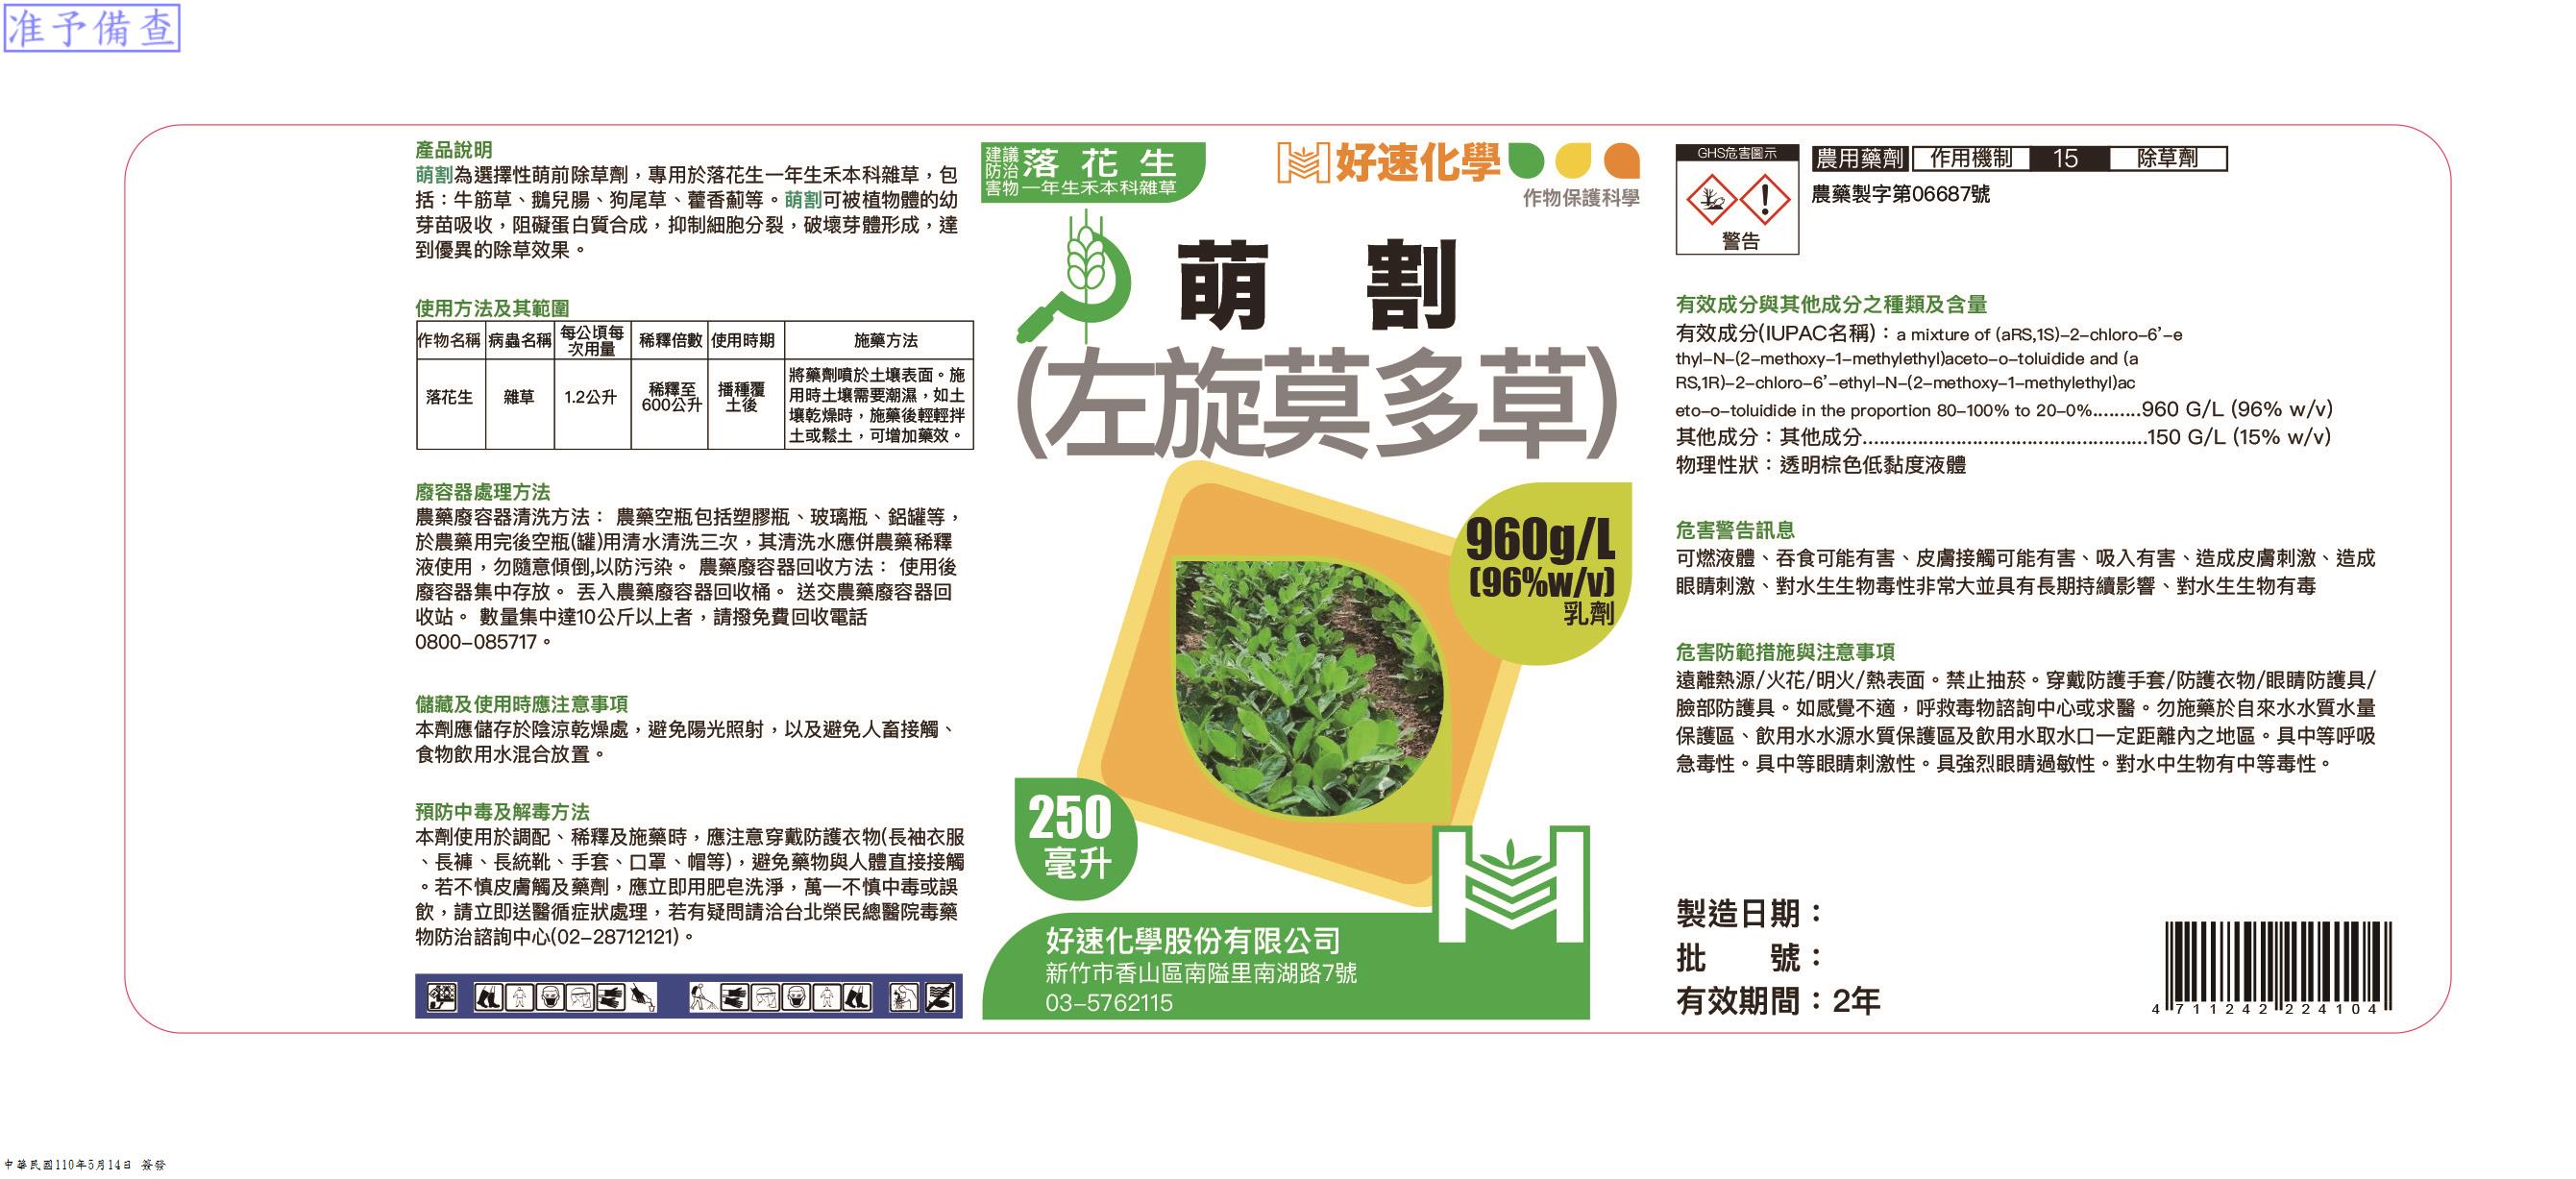 准予備查
產品說明
萌割為選擇性萌前除草劑，專用於落花生一年生禾本科雜草，包
括：牛筋草、鵝兒腸、狗尾草、藿香薊等。萌割可被植物體的幼
芽苗吸收，阻礙蛋白質合成，抑制細胞分裂，破壞芽體形成，達
到優異的除草效果。
使用方法及其範圍
作物名稱 病蟲名稱 每公頃每次用量 稀釋倍數 使用時期 施藥方法
落花生 雜草 1.2公升 稀釋至600公升 播種覆土後
將藥劑噴於土壤表面。施
用時土壤需要潮濕，如土
壤乾燥時，施藥後輕輕拌
土或鬆土，可增加藥效。
廢容器處理方法
農藥廢容器清洗方法： 農藥空瓶包括塑膠瓶、玻璃瓶、鋁罐等，
於農藥用完後空瓶(罐)用清水清洗三次，其清洗水應併農藥稀釋
液使用，勿隨意傾倒,以防污染。 農藥廢容器回收方法： 使用後
廢容器集中存放。 丟入農藥廢容器回收桶。 送交農藥廢容器回
收站。 數量集中達10公斤以上者，請撥免費回收電話
0800-085717。
儲藏及使用時應注意事項
本劑應儲存於陰涼乾燥處，避免陽光照射，以及避免人畜接觸、
食物飲用水混合放置。
預防中毒及解毒方法
本劑使用於調配、稀釋及施藥時，應注意穿戴防護衣物(長袖衣服
、長褲、長統靴、手套、口罩、帽等)，避免藥物與人體直接接觸
。若不慎皮膚觸及藥劑，應立即用肥皂洗淨，萬一不慎中毒或誤
飲，請立即送醫循症狀處理，若有疑問請洽台北榮民總醫院毒藥
物防治諮詢中心(02-28712121)。
建議防治害物
落花生
一年生禾本科雜草
好速化學
作物保護科學
萌 割
(左旋莫多草)
960g/L
(96%w/v)
乳劑
250
毫升
好速化學股份有限公司
新竹市香山區南隘里南湖路7號
03-5762115
GHS危害圖示
警告
農用藥劑 作用機制 15 除草劑
農藥製字第06687號
有效成分與其他成分之種類及含量
有效成分(IUPAC名稱)：a mixture of (aRS,1S)-2-chloro-6'-e
thyl-N-(2-methoxy-1-methylethyl)aceto-o-toluidide and (a
RS,1R)-2-chloro-6'-ethyl-N-(2-methoxy-1-methylethyl)ac
eto-o-toluidide in the proportion 80-100% to 20-0%.........960 G/L (96% w/v)
其他成分：其他成分.....................................................150 G/L (15% w/v)
物理性狀：透明棕色低黏度液體
危害警告訊息
可燃液體、吞食可能有害、皮膚接觸可能有害、吸入有害、造成皮膚刺激、造成
眼睛刺激、對水生生物毒性非常大並具有長期持續影響、對水生生物有毒
危害防範措施與注意事項
遠離熱源/火花/明火/熱表面。禁止抽菸。穿戴防護手套/防護衣物/眼睛防護具/
臉部防護具。如感覺不適，呼救毒物諮詢中心或求醫。勿施藥於自來水水質水量
保護區、飲用水水源水質保護區及飲用水取水口一定距離內之地區。具中等呼吸
急毒性。具中等眼睛刺激性。具強烈眼睛過敏性。對水中生物有中等毒性。
製造日期：
批　　號：
有效期間：2年
4 711242 224104
中華民國110年5月14日 簽發